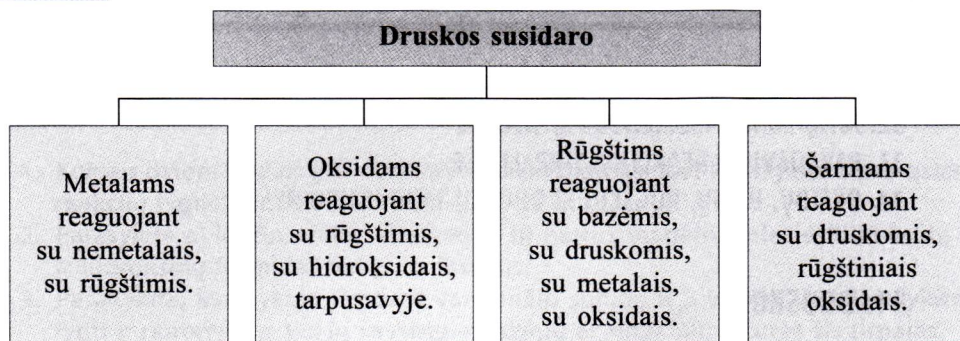 Druskos susidaro
Metalams
reaguojant
su nemetalais,
su rūgštimis.
Oksidams
reaguojant
su rūgštimis,
su hidroksidais,
tarpusavyje.
Rūgštims
reaguojant
su bazėmis,
su druskomis,
su metalais,
su oksidais.
Šarmams
reaguojant
su druskomis,
rūgštiniais
oksidais.